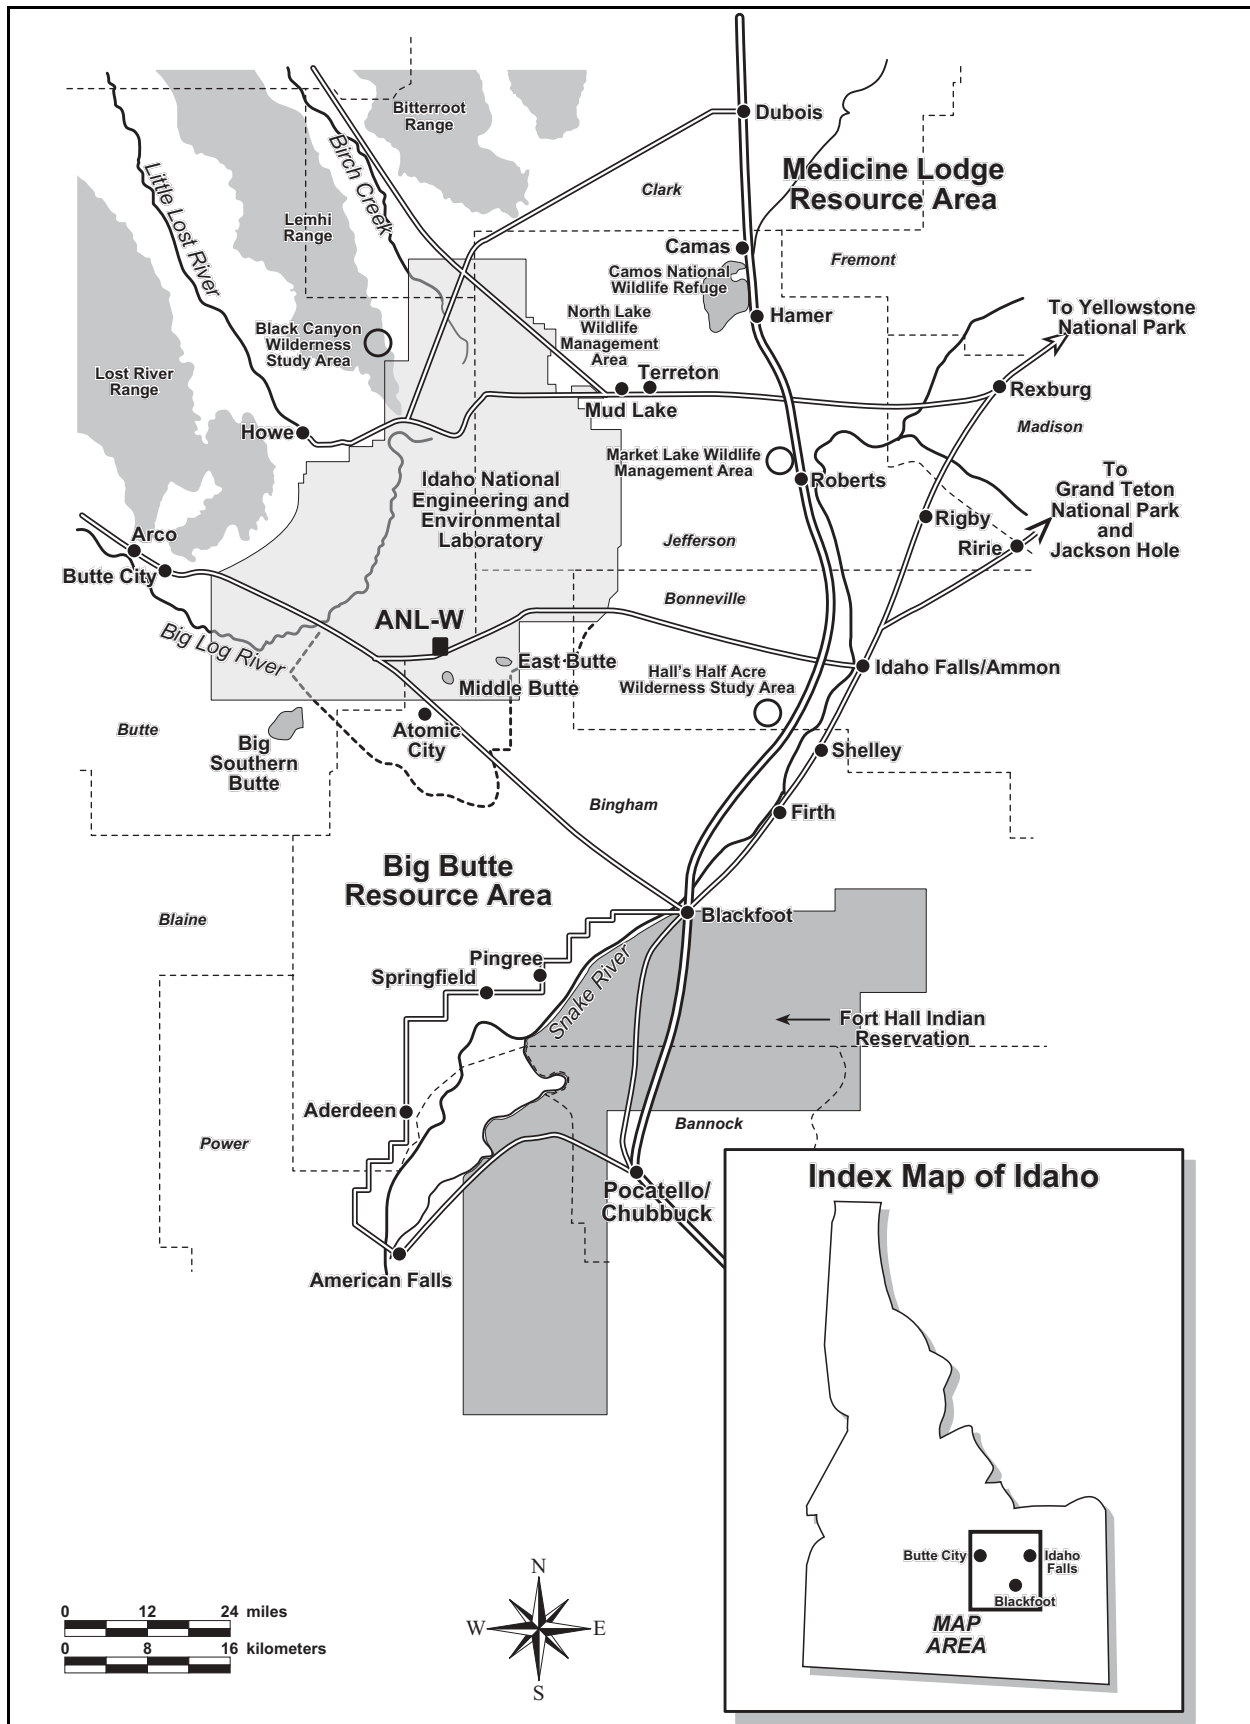 Bitterroot
Range
Dubois
Medicine Lodge
Resource Area
Little Lost River
Birch Creek
Clark
Lemhi
Range
Camas
Fremont
Camos National
Wildlife Refuge
To Yellowstone
National Park
North Lake
Wildlife
Management
Area
Hamer
Black Canyon
Wilderness
Study Area
Lost River
Range
Terreton
Rexburg
Mud Lake
Howe
Madison
Market Lake Wildlife
Management Area
Roberts
To
Grand Teton
National Park
and
Jackson Hole
Idaho National
Engineering and
Environmental
Laboratory
Rigby
Arco
Jefferson
Ririe
Butte City
Bonneville
ANL-W
Big Log River
East Butte
Hall's Half Acre
Wilderness Study Area
Idaho Falls/Ammon
Middle Butte
Butte
Atomic
City
Big
Southern
Butte
Shelley
Bingham
Firth
Big Butte
Resource Area
Blaine
Blackfoot
Pingree
Springfield
Snake River
Fort Hall Indian
Reservation
Aderdeen
Power
Bannock
Pocatello/
Chubbuck
American Falls
Index Map of Idaho
Butte City
Idaho
Falls
Blackfoot
MAP
AREA
0 12 24 miles
0 8 16 kilometers
N
W E
S